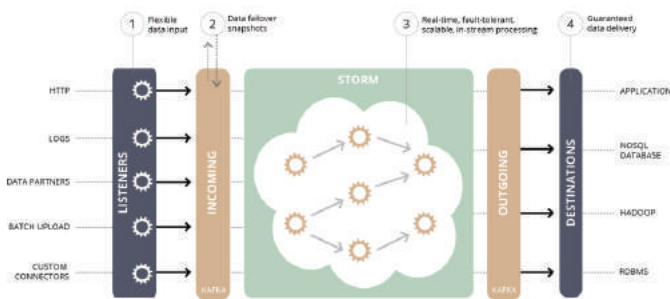 1
Flexible
data input
2
Data failover
snapshots
3
Real-time, fault-tolerant,
scalable, in-stream processing
4
Guaranteed
data delivery
HTTP
LOGS
DATA PARTNERS
BATCH UPLOAD
CUSTOM
CONNECTORS
LISTENERS
INCOMING
KAFKA
STORM
OUTGOING
KAFKA
DESTINATIONS
APPLICATION
NOSQL
DATABASE
HADOOP
RDBMS